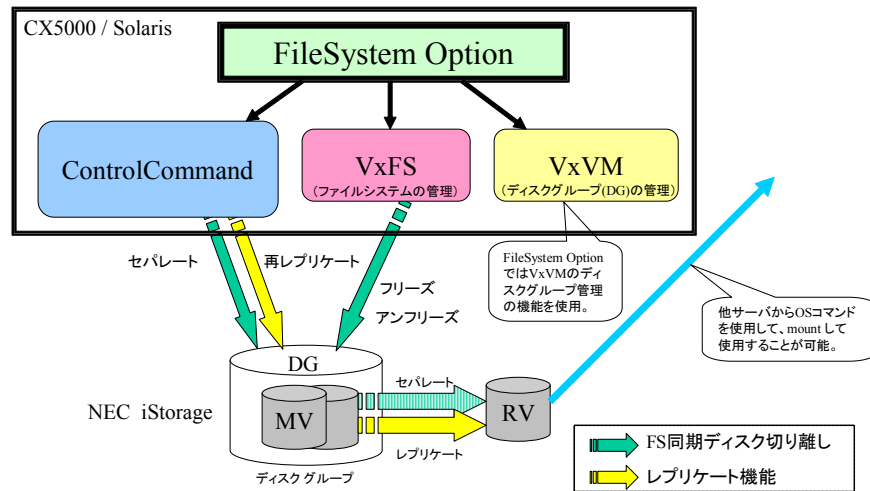 CX5000 / Solaris
FileSystem Option
ControlCommand
VxFS
（ファイルシステムの管理）
VxVM
（ディスクグループ(DG)の管理）
セパレート
再レプリケート
フリーズ
アンフリーズ
FileSystem Option
ではVxVMのディ
スクグループ管理
の機能を使用。
他サーバからOSコマンド
を使用して、mountして
使用することが可能。
DG
NEC iStorage
MV
セパレート
レプリケート
RV
ディスクグループ
FS同期ディスク切り離し
レプリケート機能